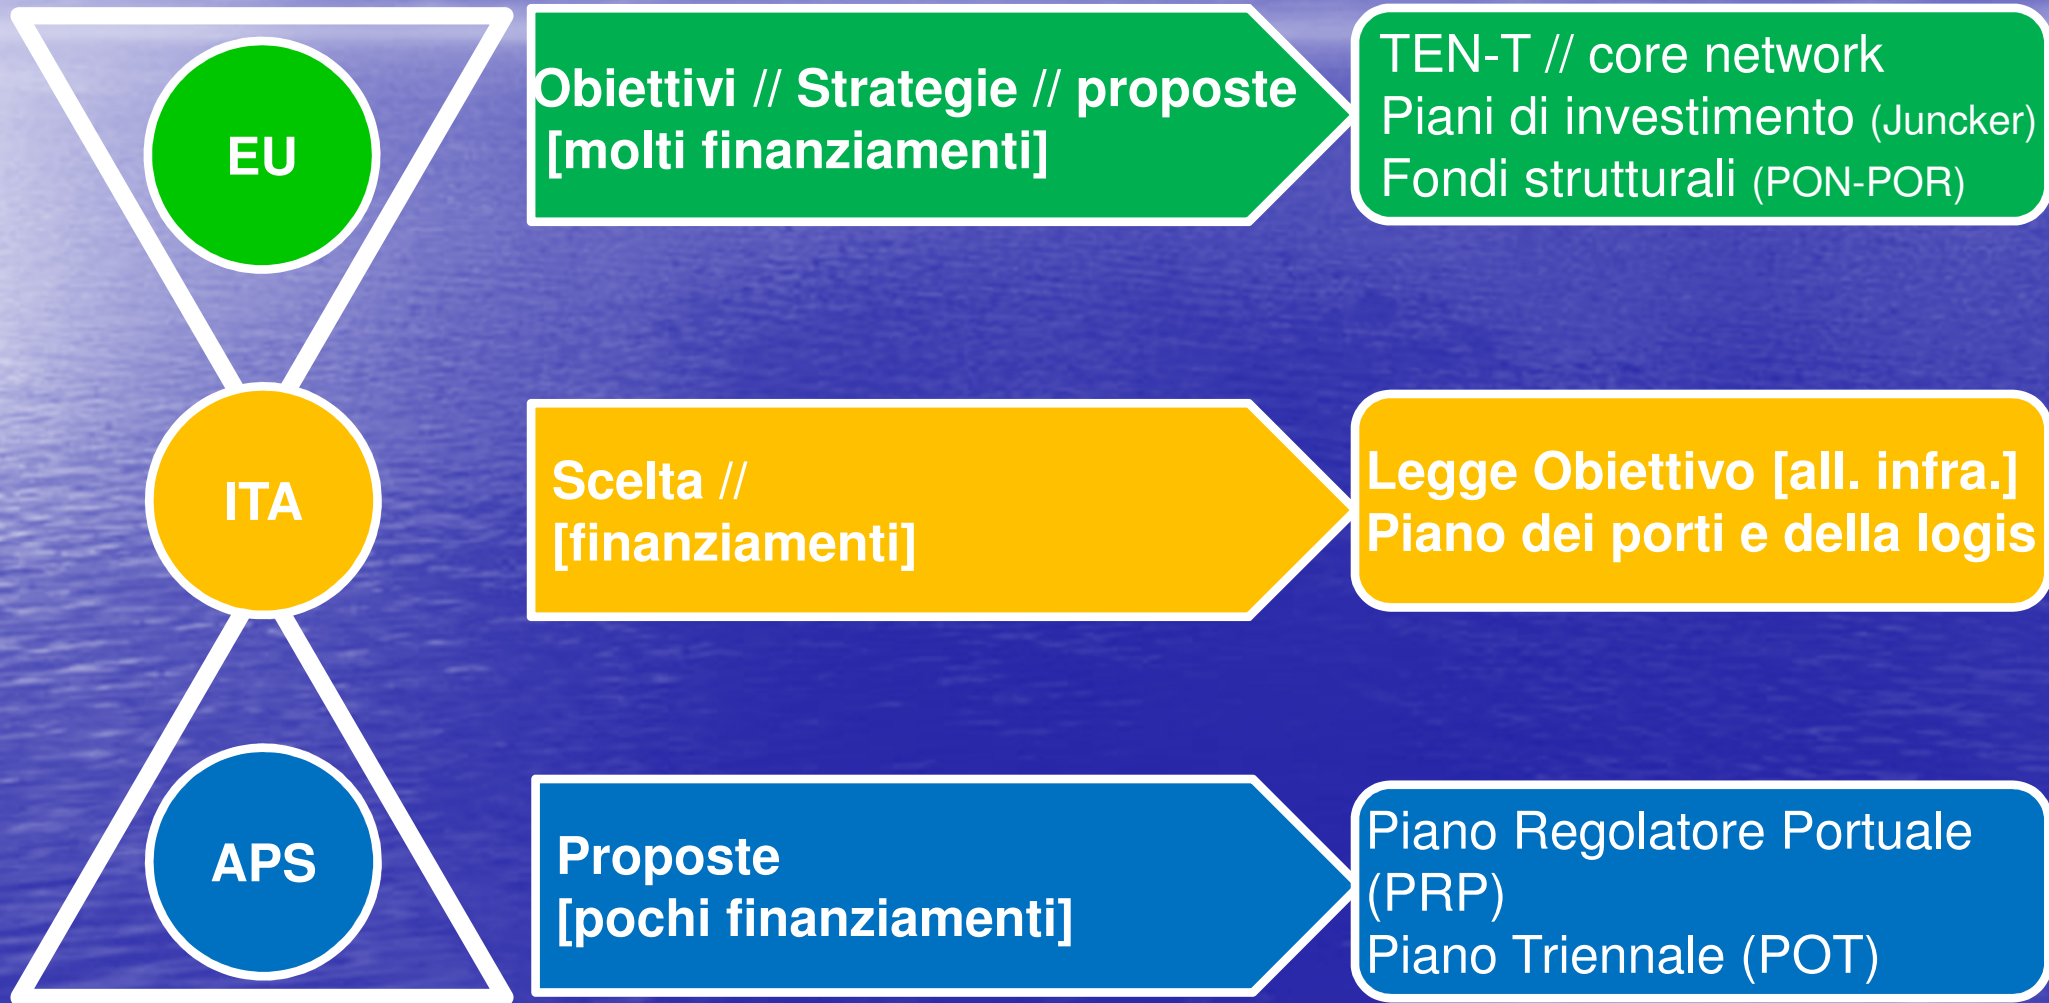 EU
Obiettivi // Strategie // proposte
[molti finanziamenti]
TEN-T // core network
Piani di investimento (Juncker)
Fondi strutturali (PON-POR)
ITA
Scelta //
[finanziamenti]
Legge Obiettivo [all. infra.]
Piano dei porti e della logis
APS
Proposte
[pochi finanziamenti]
Piano Regolatore Portuale
(PRP)
Piano Triennale (POT)